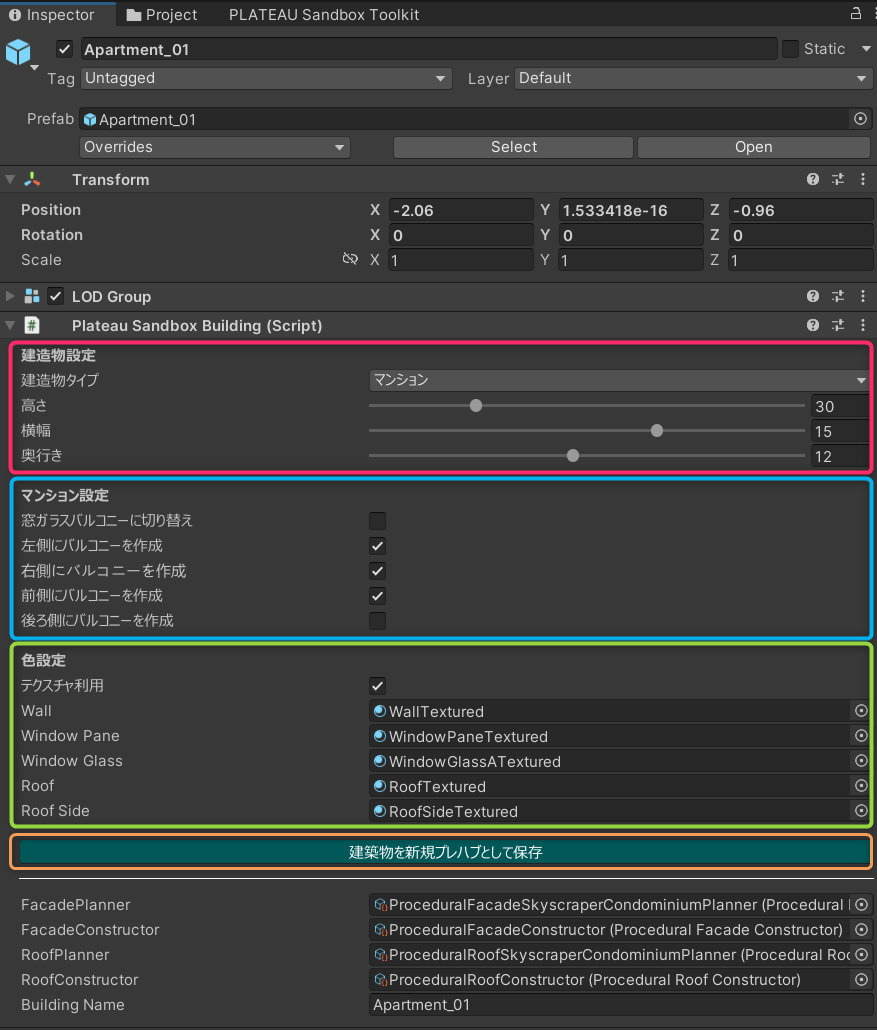 Inspector Project PLATEAU Sandbox Toolkit
Apartment_01 Static
Tag Untagged Layer Default
Prefab Apartment_01
Overrides Select Open
Transform
Position X -2.06 Y 1.533418e-16 Z -0.96
Rotation X 0 Y 0 Z 0
Scale X 1 Y 1 Z 1
LOD Group
# Plateau Sandbox Building (Script)
建造物設定
建造物タイプ マンション
高さ 30
横幅 15
奥行き 12
マンション設定
窓ガラスバルコニーに切り替え
左側にバルコニーを作成
右側にバルコニーを作成
前側にバルコニーを作成
後ろ側にバルコニーを作成
色設定
テクスチャ利用
Wall WallTextured
Window Pane WindowPaneTextured
Window Glass WindowGlassATextured
Roof RoofTextured
Roof Side RoofSideTextured
建築物を新規プレハブとして保存
FacadePlanner ProceduralFacadeSkyscraperCondominiumPlanner (Procedural
FacadeConstructor ProceduralFacadeConstructor (Procedural Facade Constructor)
RoofPlanner ProceduralRoofSkyscraperCondominiumPlanner (Procedural Roo
RoofConstructor ProceduralRoofConstructor (Procedural Roof Constructor)
Building Name Apartment_01